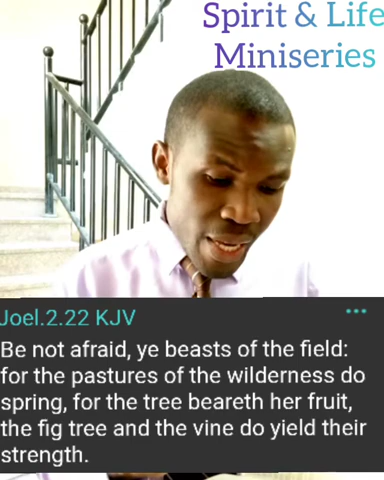 Spirit & Life
Miniseries
Joel.2.22 KJV
Be not afraid, ye beasts of the field:
for the pastures of the wilderness do
spring, for the tree beareth her fruit,
the fig tree and the vine do yield their
strength.